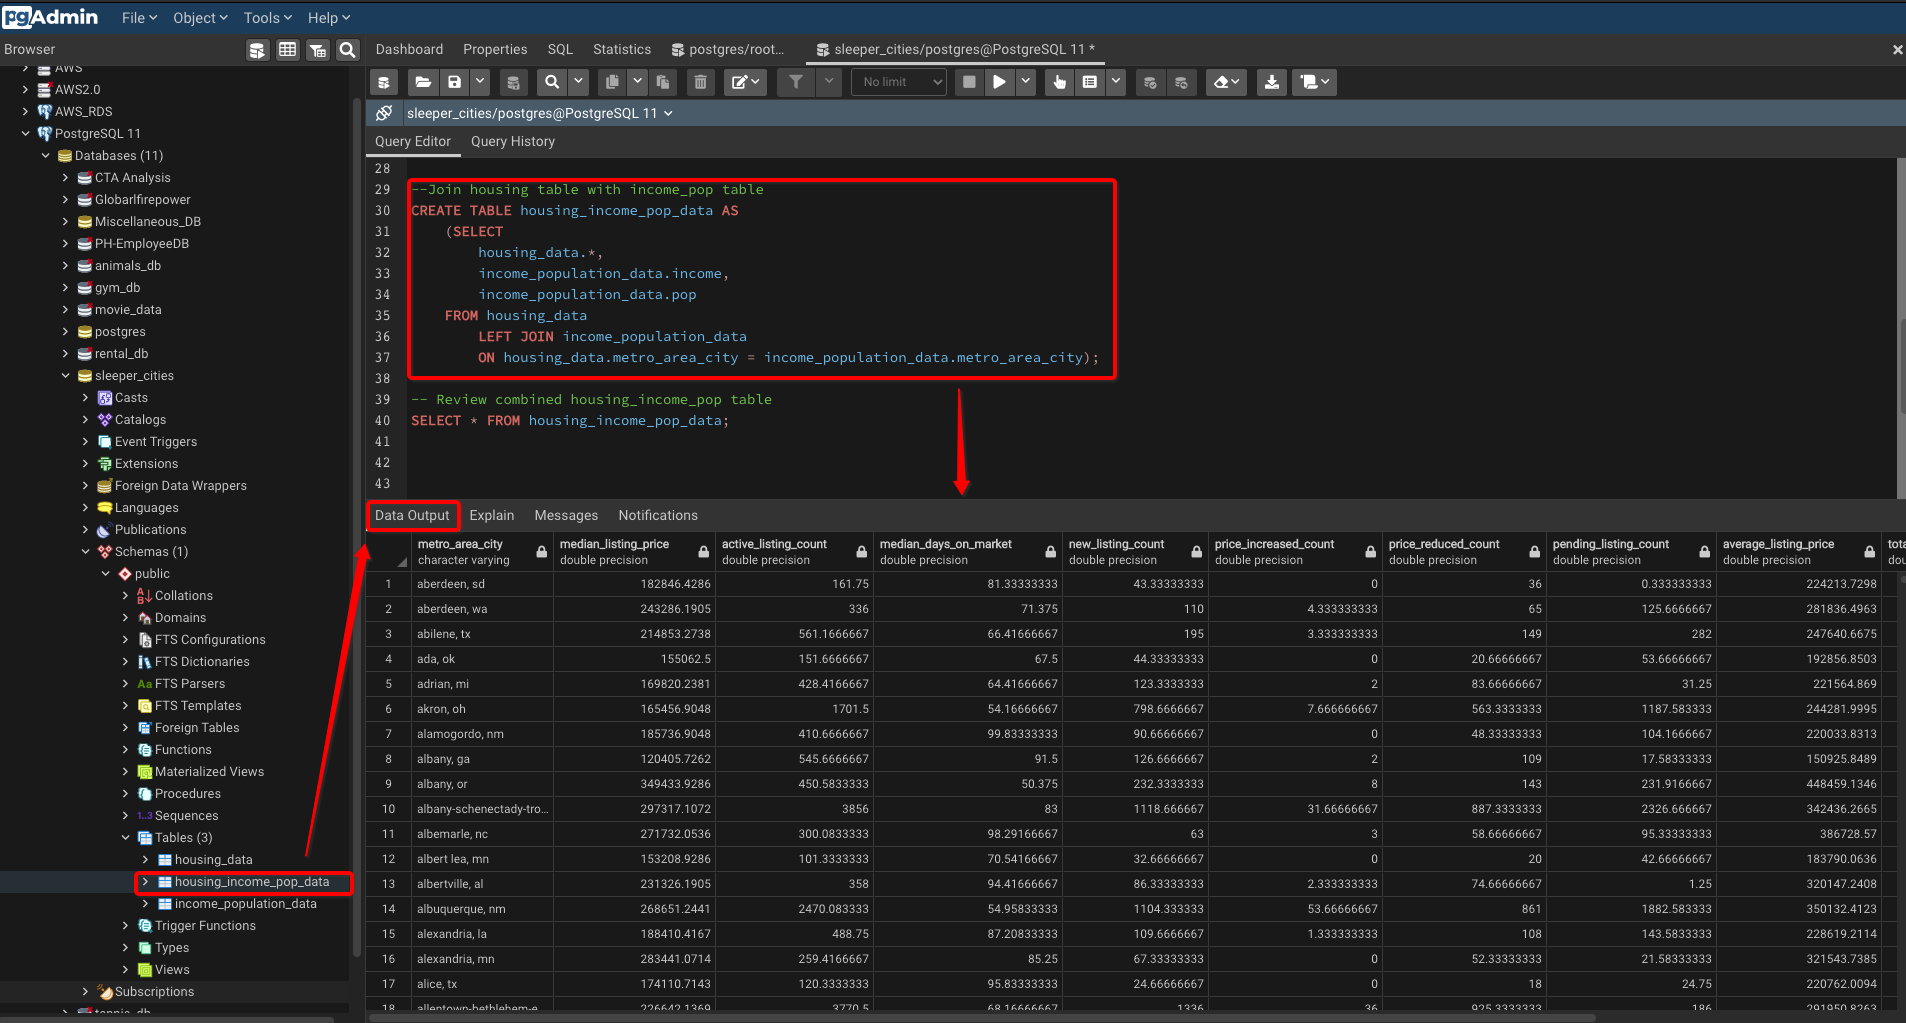 pgAdmin File Object Tools Help
Browser
Dashboard Properties SQL Statistics postgres/root... sleeper_cities/postgres@PostgreSQL 11 *
No limit
sleeper_cities/postgres@PostgreSQL 11
Query Editor Query History
AWS
AWS2.0
AWS_RDS
PostgreSQL 11
Databases (11)
CTA Analysis
Globarlfirepower
Miscellaneous_DB
PH-EmployeeDB
animals_db
gym_db
movie_data
postgres
rental_db
sleeper_cities
Casts
Catalogs
Event Triggers
Extensions
Foreign Data Wrappers
Languages
Publications
Schemas (1)
public
Collations
Domains
FTS Configurations
FTS Dictionaries
FTS Parsers
FTS Templates
Foreign Tables
Functions
Materialized Views
Procedures
1..3 Sequences
Tables (3)
housing_data
housing_income_pop_data
income_population_data
Trigger Functions
Types
Views
Subscriptions
tennis_db
28
29 --Join housing table with income_pop table
30 CREATE TABLE housing_income_pop_data AS
31 (SELECT
32 housing_data.*,
33 income_population_data.income,
34 income_population_data.pop
35 FROM housing_data
36 LEFT JOIN income_population_data
37 ON housing_data.metro_area_city = income_population_data.metro_area_city);
38
39 -- Review combined housing_income_pop table
40 SELECT * FROM housing_income_pop_data;
41
42
43
Data Output Explain Messages Notifications
metro_area_city median_listing_price active_listing_count median_days_on_market new_listing_count price_increased_count price_reduced_count pending_listing_count average_listing_price tota
character varying double precision double precision double precision double precision double precision double precision double precision double precision dou
1 aberdeen, sd 182846.4286 161.75 81.33333333 43.33333333 0 36 0.333333333 224213.7298
2 aberdeen, wa 243286.1905 336 71.375 110 4.333333333 65 125.6666667 281836.4963
3 abilene, tx 214853.2738 561.1666667 66.41666667 195 3.333333333 149 282 247640.6675
4 ada, ok 155062.5 151.6666667 67.5 44.33333333 0 20.66666667 53.66666667 192856.8503
5 adrian, mi 169820.2381 428.4166667 64.41666667 123.3333333 2 83.66666667 31.25 221564.869
6 akron, oh 165456.9048 1701.5 54.16666667 798.6666667 7.666666667 563.3333333 1187.583333 244281.9995
7 alamogordo, nm 185736.9048 410.6666667 99.83333333 90.66666667 0 48.33333333 104.1666667 220033.8313
8 albany, ga 120405.7262 545.6666667 91.5 126.6666667 2 109 17.58333333 150925.8489
9 albany, or 349433.9286 450.5833333 50.375 232.3333333 8 143 231.9166667 448459.1346
10 albany-schenectady-tro... 297317.1072 3856 83 1118.666667 31.66666667 887.3333333 2326.666667 342436.2665
11 albemarle, nc 271732.0536 300.0833333 98.29166667 63 3 58.66666667 95.33333333 386728.57
12 albert lea, mn 153208.9286 101.3333333 70.54166667 32.66666667 0 20 42.66666667 183790.0636
13 albertville, al 231326.1905 358 94.41666667 86.33333333 2.333333333 74.66666667 1.25 320147.2408
14 albuquerque, nm 268651.2441 2470.083333 54.95833333 1104.333333 53.66666667 861 1882.583333 350132.4123
15 alexandria, la 188410.4167 488.75 87.20833333 109.6666667 1.333333333 108 143.5833333 228619.2114
16 alexandria, mn 283441.0714 259.4166667 85.25 67.33333333 0 52.33333333 21.58333333 321543.7385
17 alice, tx 174110.7143 120.3333333 95.83333333 24.66666667 0 18 24.75 220762.0094
18 allentown-bethlehem-e... 226642.1369 3770.5 68.16666667 1336 36 925.3333333 186 291950.8263